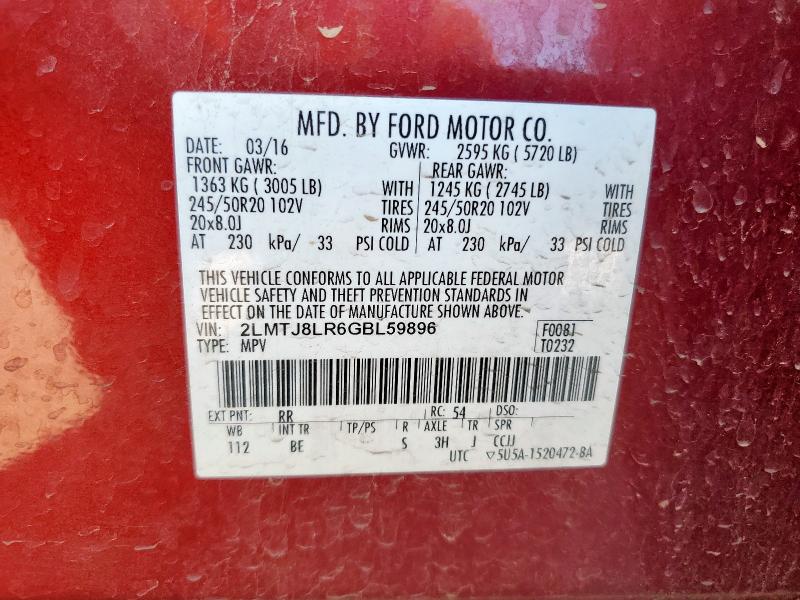 MFD. BY FORD MOTOR CO.
DATE: 03/16 GVWR: 2595 KG ( 5720 LB)
FRONT GAWR: REAR GAWR:
1363 KG ( 3005 LB) WITH 1245 KG ( 2745 LB) WITH
245/50R20 102V TIRES 245/50R20 102V TIRES
20x8.0J RIMS 20x8.0J RIMS
AT 230 kPa/ 33 PSI COLD AT 230 kPa/ 33 PSI COLD
THIS VEHICLE CONFORMS TO ALL APPLICABLE FEDERAL MOTOR
VEHICLE SAFETY AND THEFT PREVENTION STANDARDS IN
EFFECT ON THE DATE OF MANUFACTURE SHOWN ABOVE.
VIN: 2LMTJ8LR6GBL59896 F0081
TYPE: MPV T0232
EXT PNT: RR RC: 54 DSO:
WB INT TR TP/PS R AXLE TR SPR
112 BE S 3H J CCJJ
UTC ▽5U5A-1520472-BA